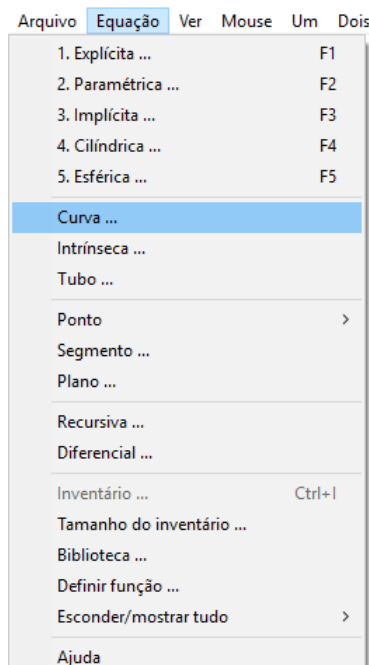 Arquivo Equação Ver Mouse Um Dois
1. Explícita ... F1
2. Paramétrica ... F2
3. Implícita ... F3
4. Cilíndrica ... F4
5. Esférica ... F5
Curva ...
Intrínseca ...
Tubo ...
Ponto >
Segmento ...
Plano ...
Recursiva ...
Diferencial ...
Inventário ... Ctrl+I
Tamanho do inventário ...
Biblioteca ...
Definir função ...
Esconder/mostrar tudo >
Ajuda